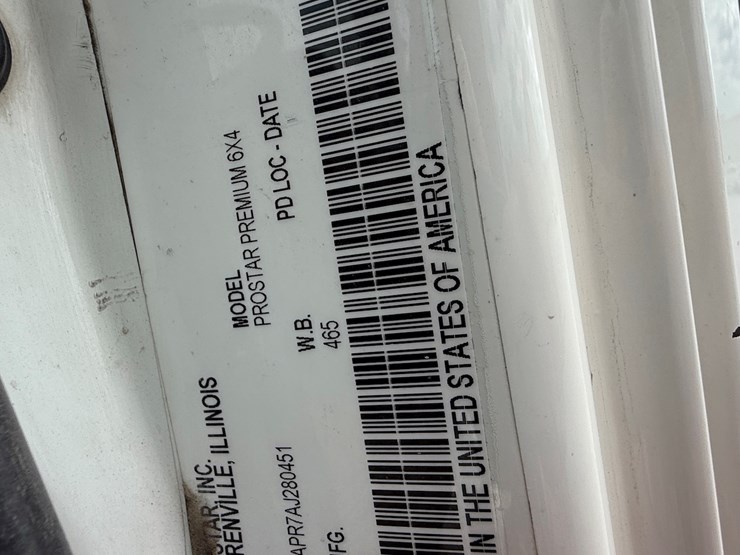 STAR, INC.
RENVILLE, ILLINOIS
MODEL
PROSTAR PREMIUM 6X4
4PR7AJ280451
W.B.
465
PD LOC - DATE
FG.
IN THE UNITED STATES OF AMERICA